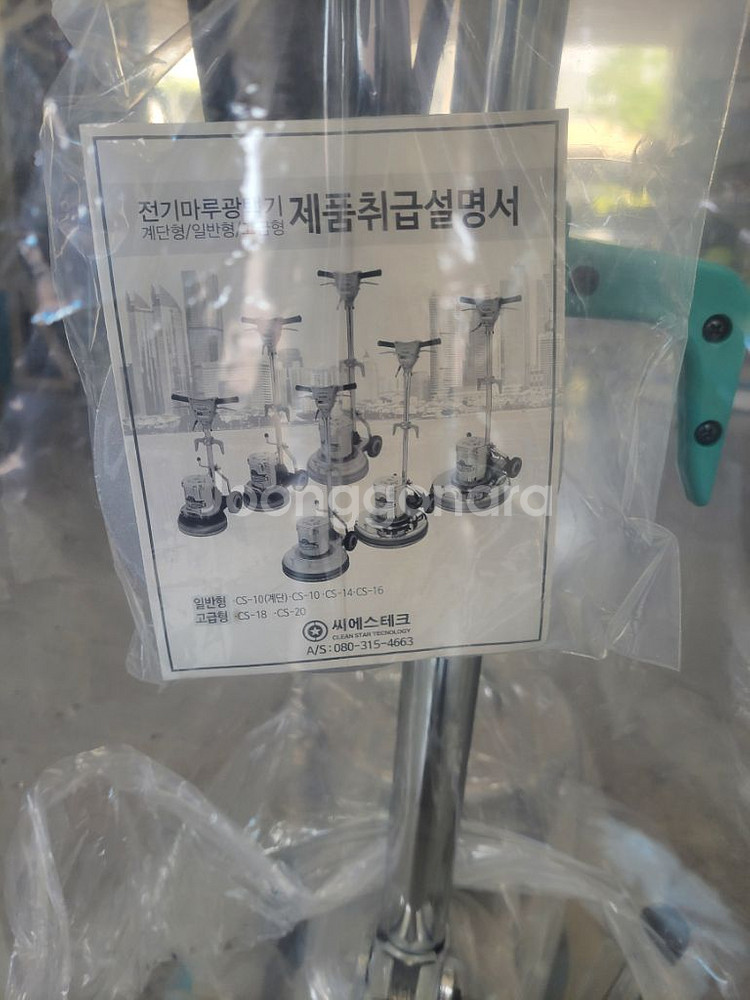 전기마루광택기 제품취급설명서
계단형/일반형/고급형
Joonggonara
일반형 ·CS-10(계단)·CS-10·CS-14·CS-16
고급형 ·CS-18 ·CS-20
씨에스테크
CLEAN STAR TECNOLOGY
A/S : 080-315-4663